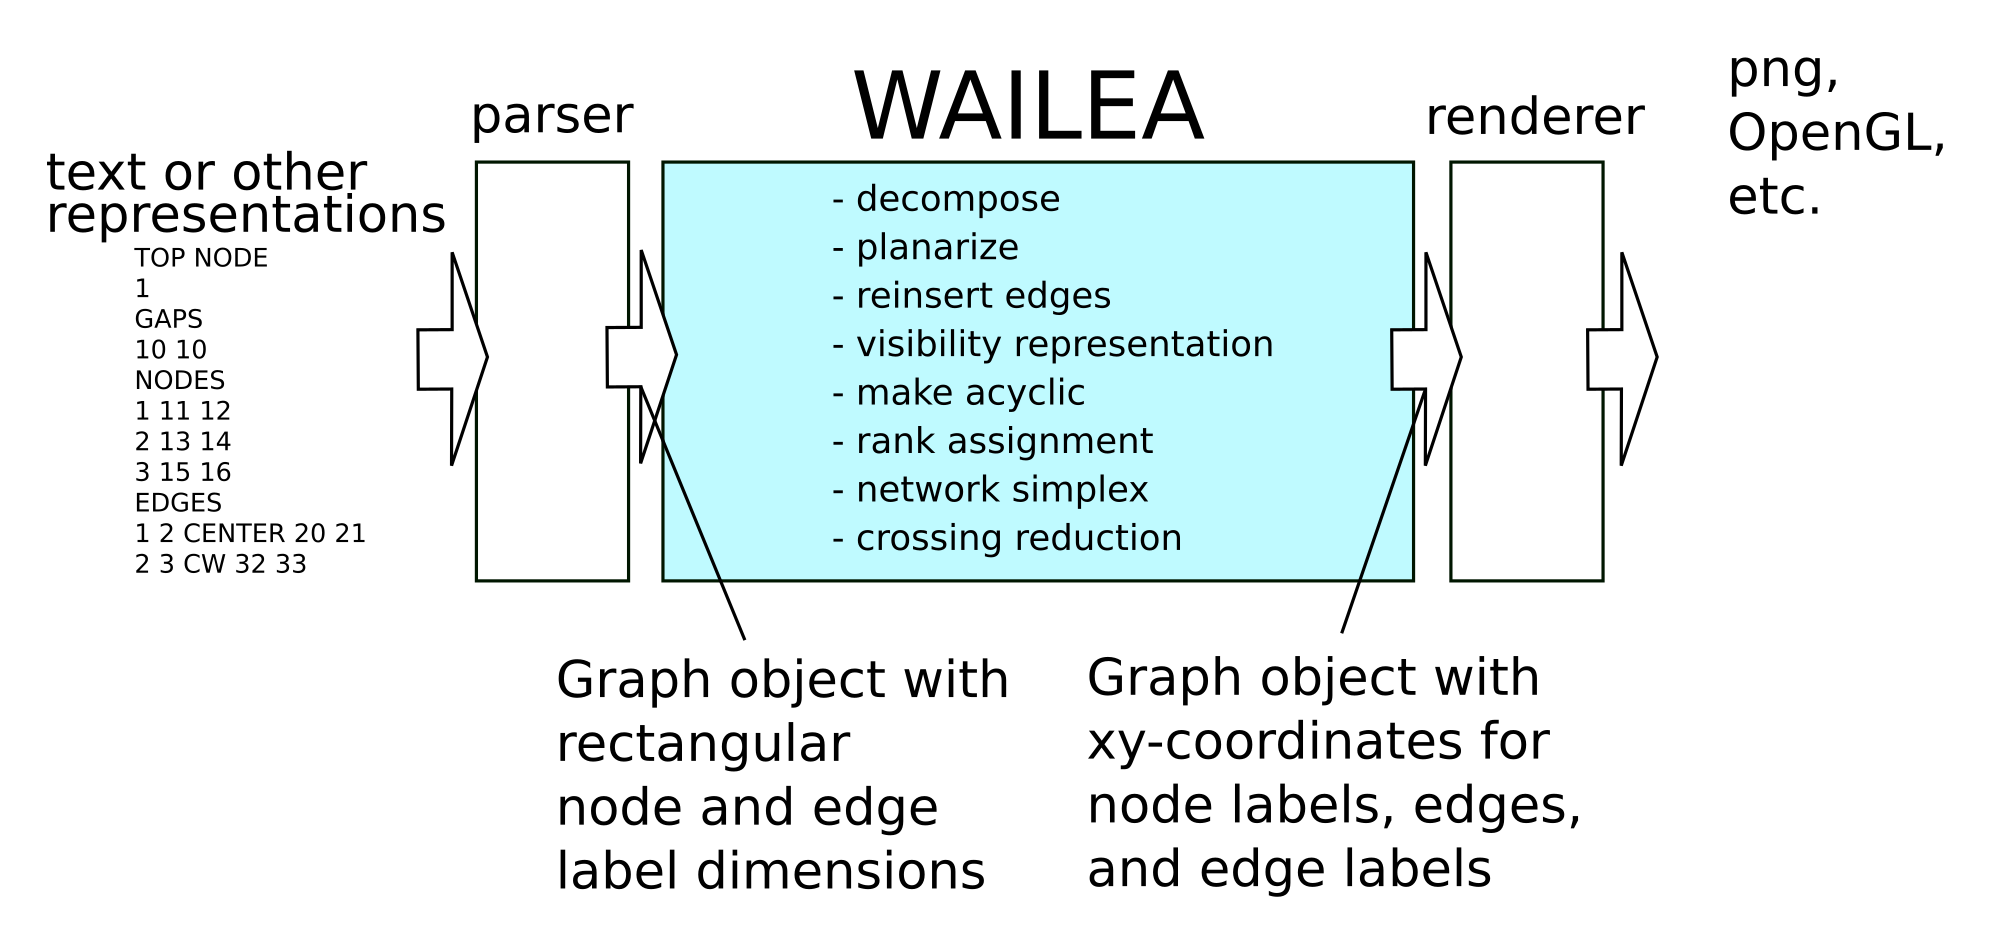 text or other
representations
TOP NODE
1
GAPS
10 10
NODES
1 11 12
2 13 14
3 15 16
EDGES
1 2 CENTER 20 21
2 3 CW 32 33
parser
WAILEA
- decompose
- planarize
- reinsert edges
- visibility representation
- make acyclic
- rank assignment
- network simplex
- crossing reduction
renderer
png,
OpenGL,
etc.
Graph object with
rectangular
node and edge
label dimensions
Graph object with
xy-coordinates for
node labels, edges,
and edge labels